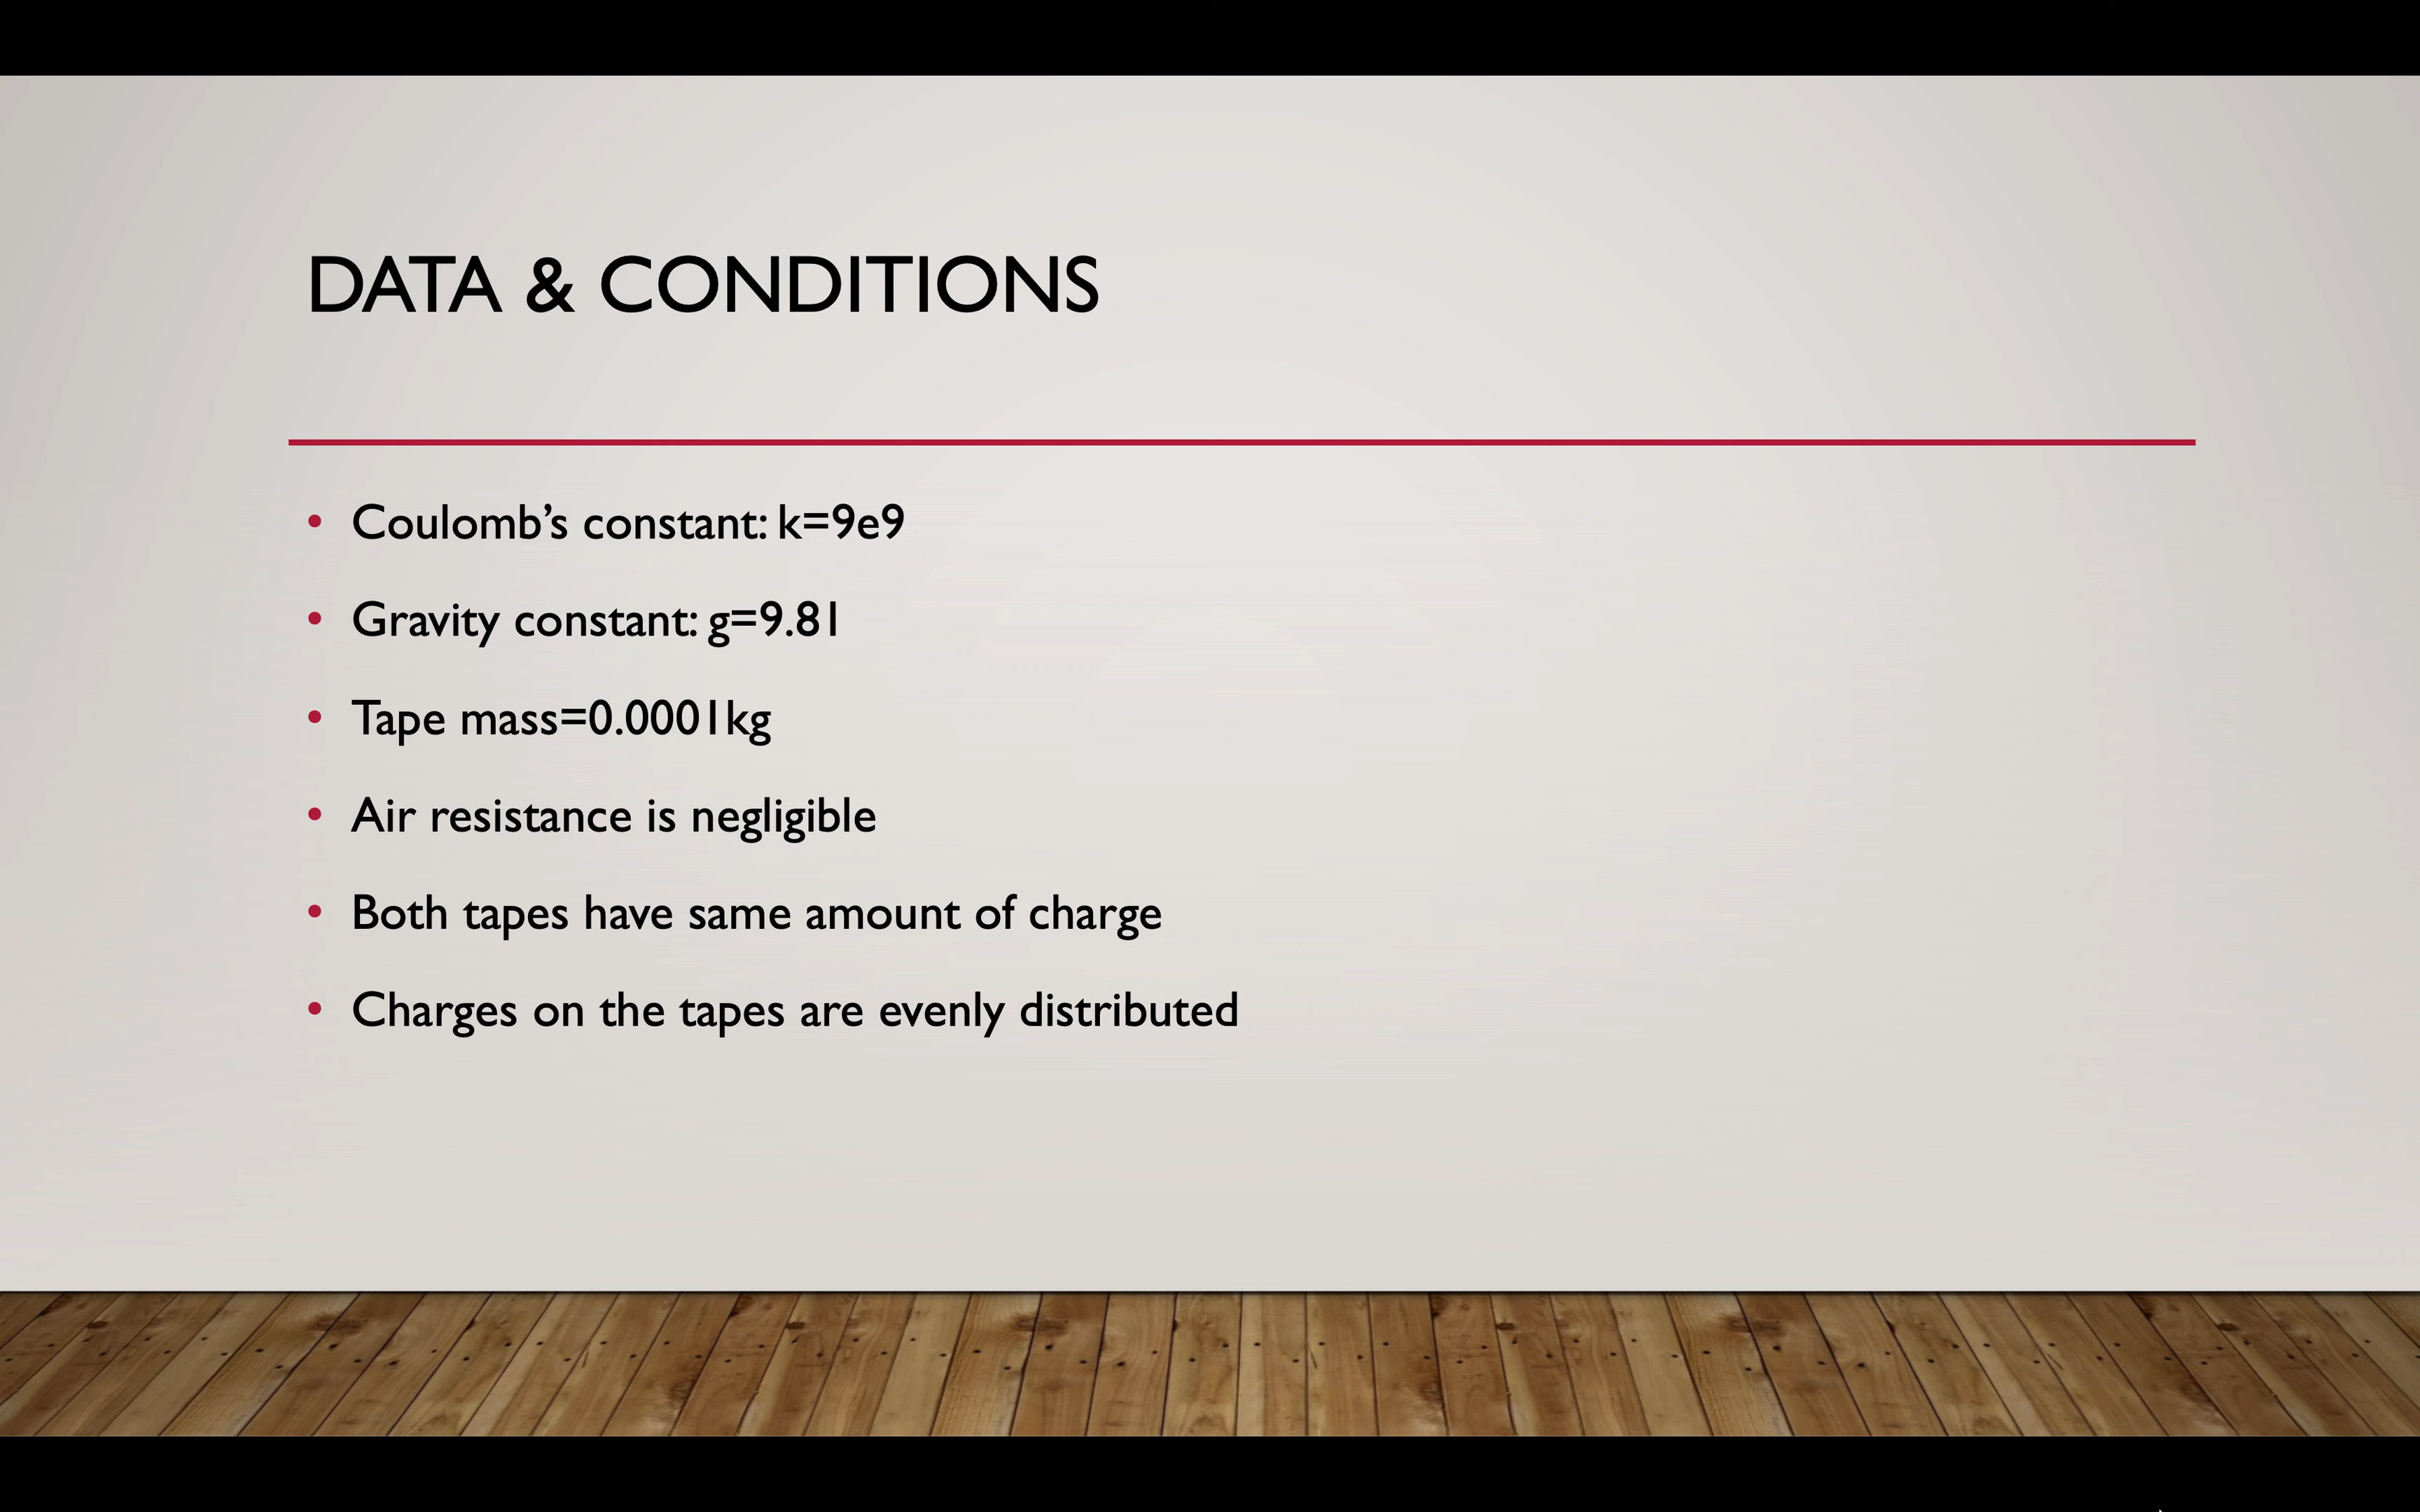 DATA & CONDITIONS
• Coulomb’s constant: k=9e9
• Gravity constant: g=9.81
• Tape mass=0.0001kg
• Air resistance is negligible
• Both tapes have same amount of charge
• Charges on the tapes are evenly distributed